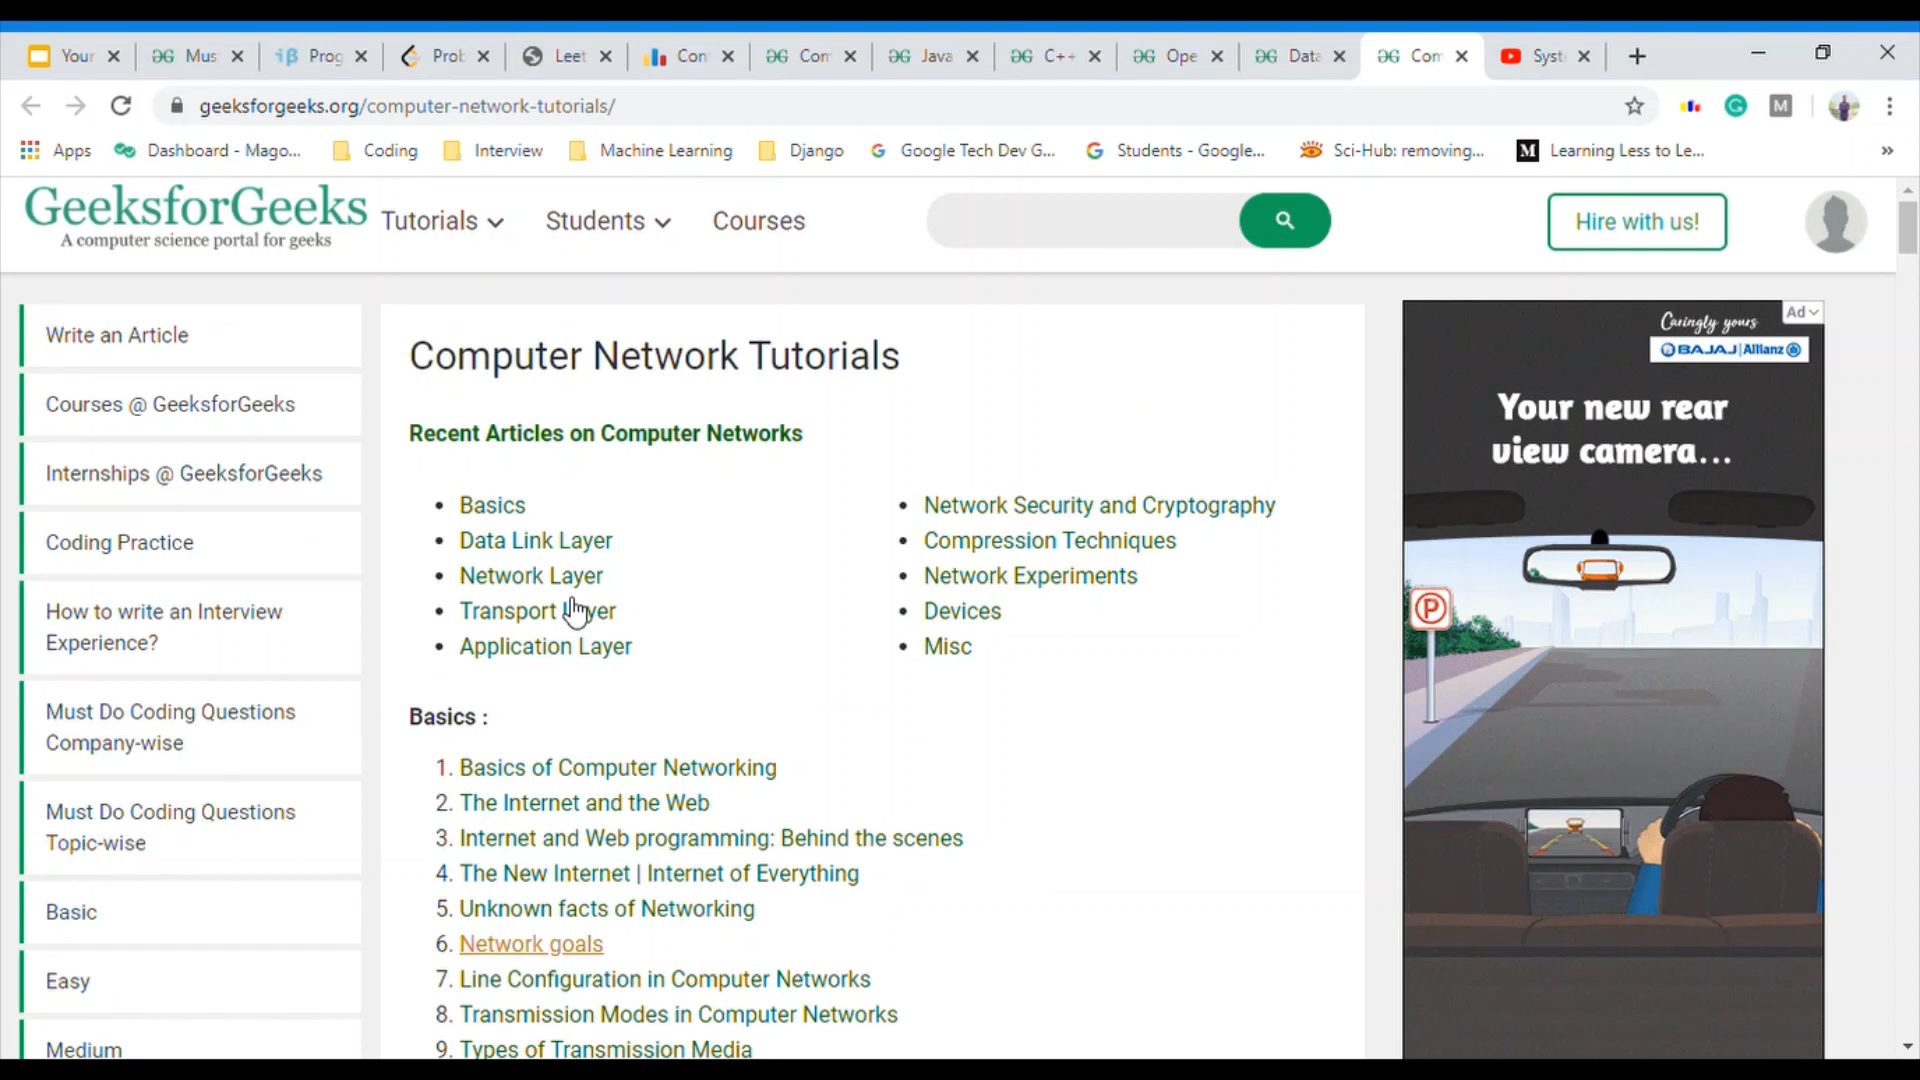 Your
Mus
Prog
Prob
Leet
Con
Com
Java
C++
Ope
Data
Com
Syst
geeksforgeeks.org/computer-network-tutorials/
Apps
Dashboard - Mago...
Coding
Interview
Machine Learning
Django
Google Tech Dev G...
Students - Google...
Sci-Hub: removing...
Learning Less to Le...
GeeksforGeeks
A computer science portal for geeks
Tutorials
Students
Courses
Hire with us!
Write an Article
Courses @ GeeksforGeeks
Internships @ GeeksforGeeks
Coding Practice
How to write an Interview
Experience?
Must Do Coding Questions
Company-wise
Must Do Coding Questions
Topic-wise
Basic
Easy
Medium
Computer Network Tutorials
Recent Articles on Computer Networks
Basics
Data Link Layer
Network Layer
Transport Layer
Application Layer
Network Security and Cryptography
Compression Techniques
Network Experiments
Devices
Misc
Basics :
1. Basics of Computer Networking
2. The Internet and the Web
3. Internet and Web programming: Behind the scenes
4. The New Internet | Internet of Everything
5. Unknown facts of Networking
6. Network goals
7. Line Configuration in Computer Networks
8. Transmission Modes in Computer Networks
9. Types of Transmission Media
Ad
Caringly yours
BAJAJ | Allianz
Your new rear
view camera...
P